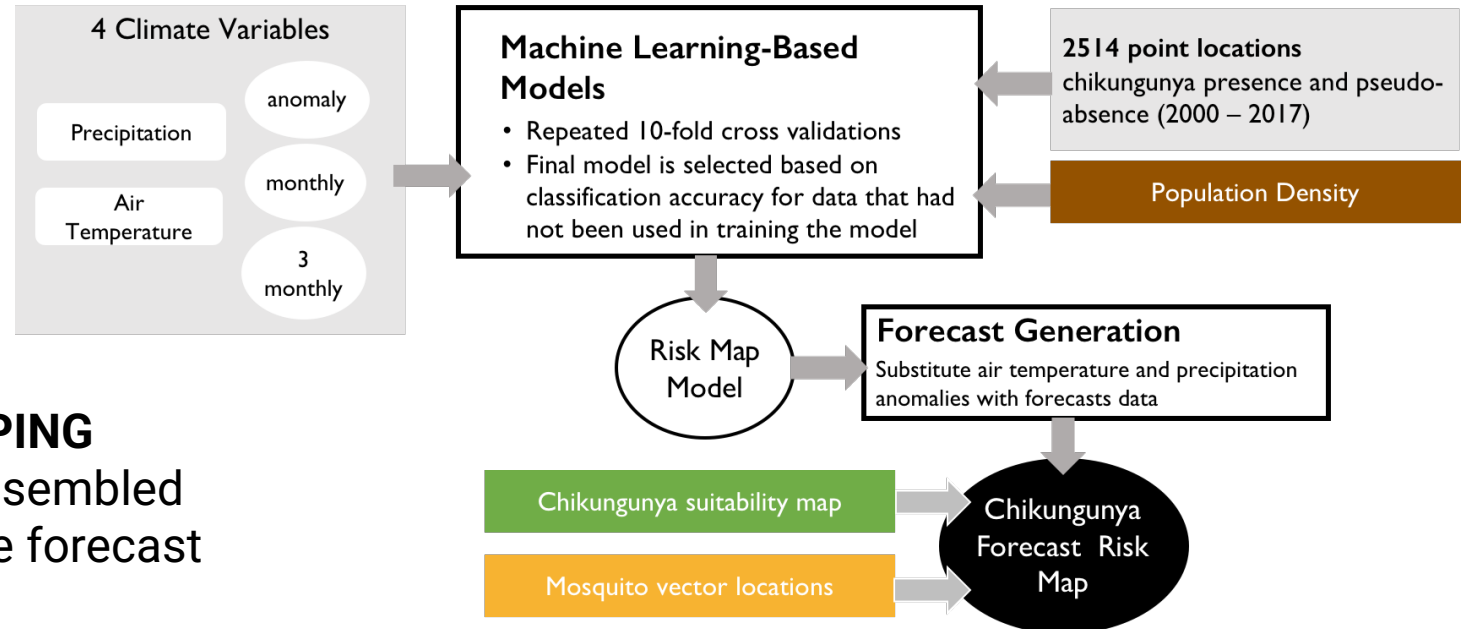 4 Climate Variables
Precipitation
Air
Temperature
anomaly
monthly
3
monthly
Machine Learning-Based
Models
• Repeated 10-fold cross validations
• Final model is selected based on
classification accuracy for data that had
not been used in training the model
2514 point locations
chikungunya presence and pseudo-
absence (2000 – 2017)
Population Density
Risk Map
Model
Forecast Generation
Substitute air temperature and precipitation
anomalies with forecasts data
PING
sembled
e forecast
Chikungunya suitability map
Mosquito vector locations
Chikungunya
Forecast Risk
Map